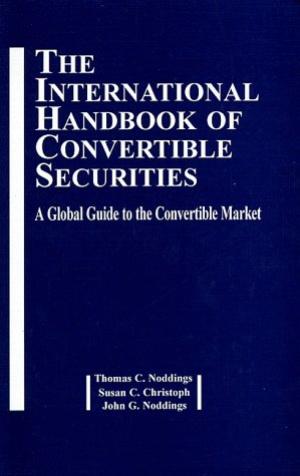 THE
INTERNATIONAL
HANDBOOK OF
CONVERTIBLE
SECURITIES
A Global Guide to the Convertible Market
Thomas C. Noddings
Susan C. Christoph
John G. Noddings